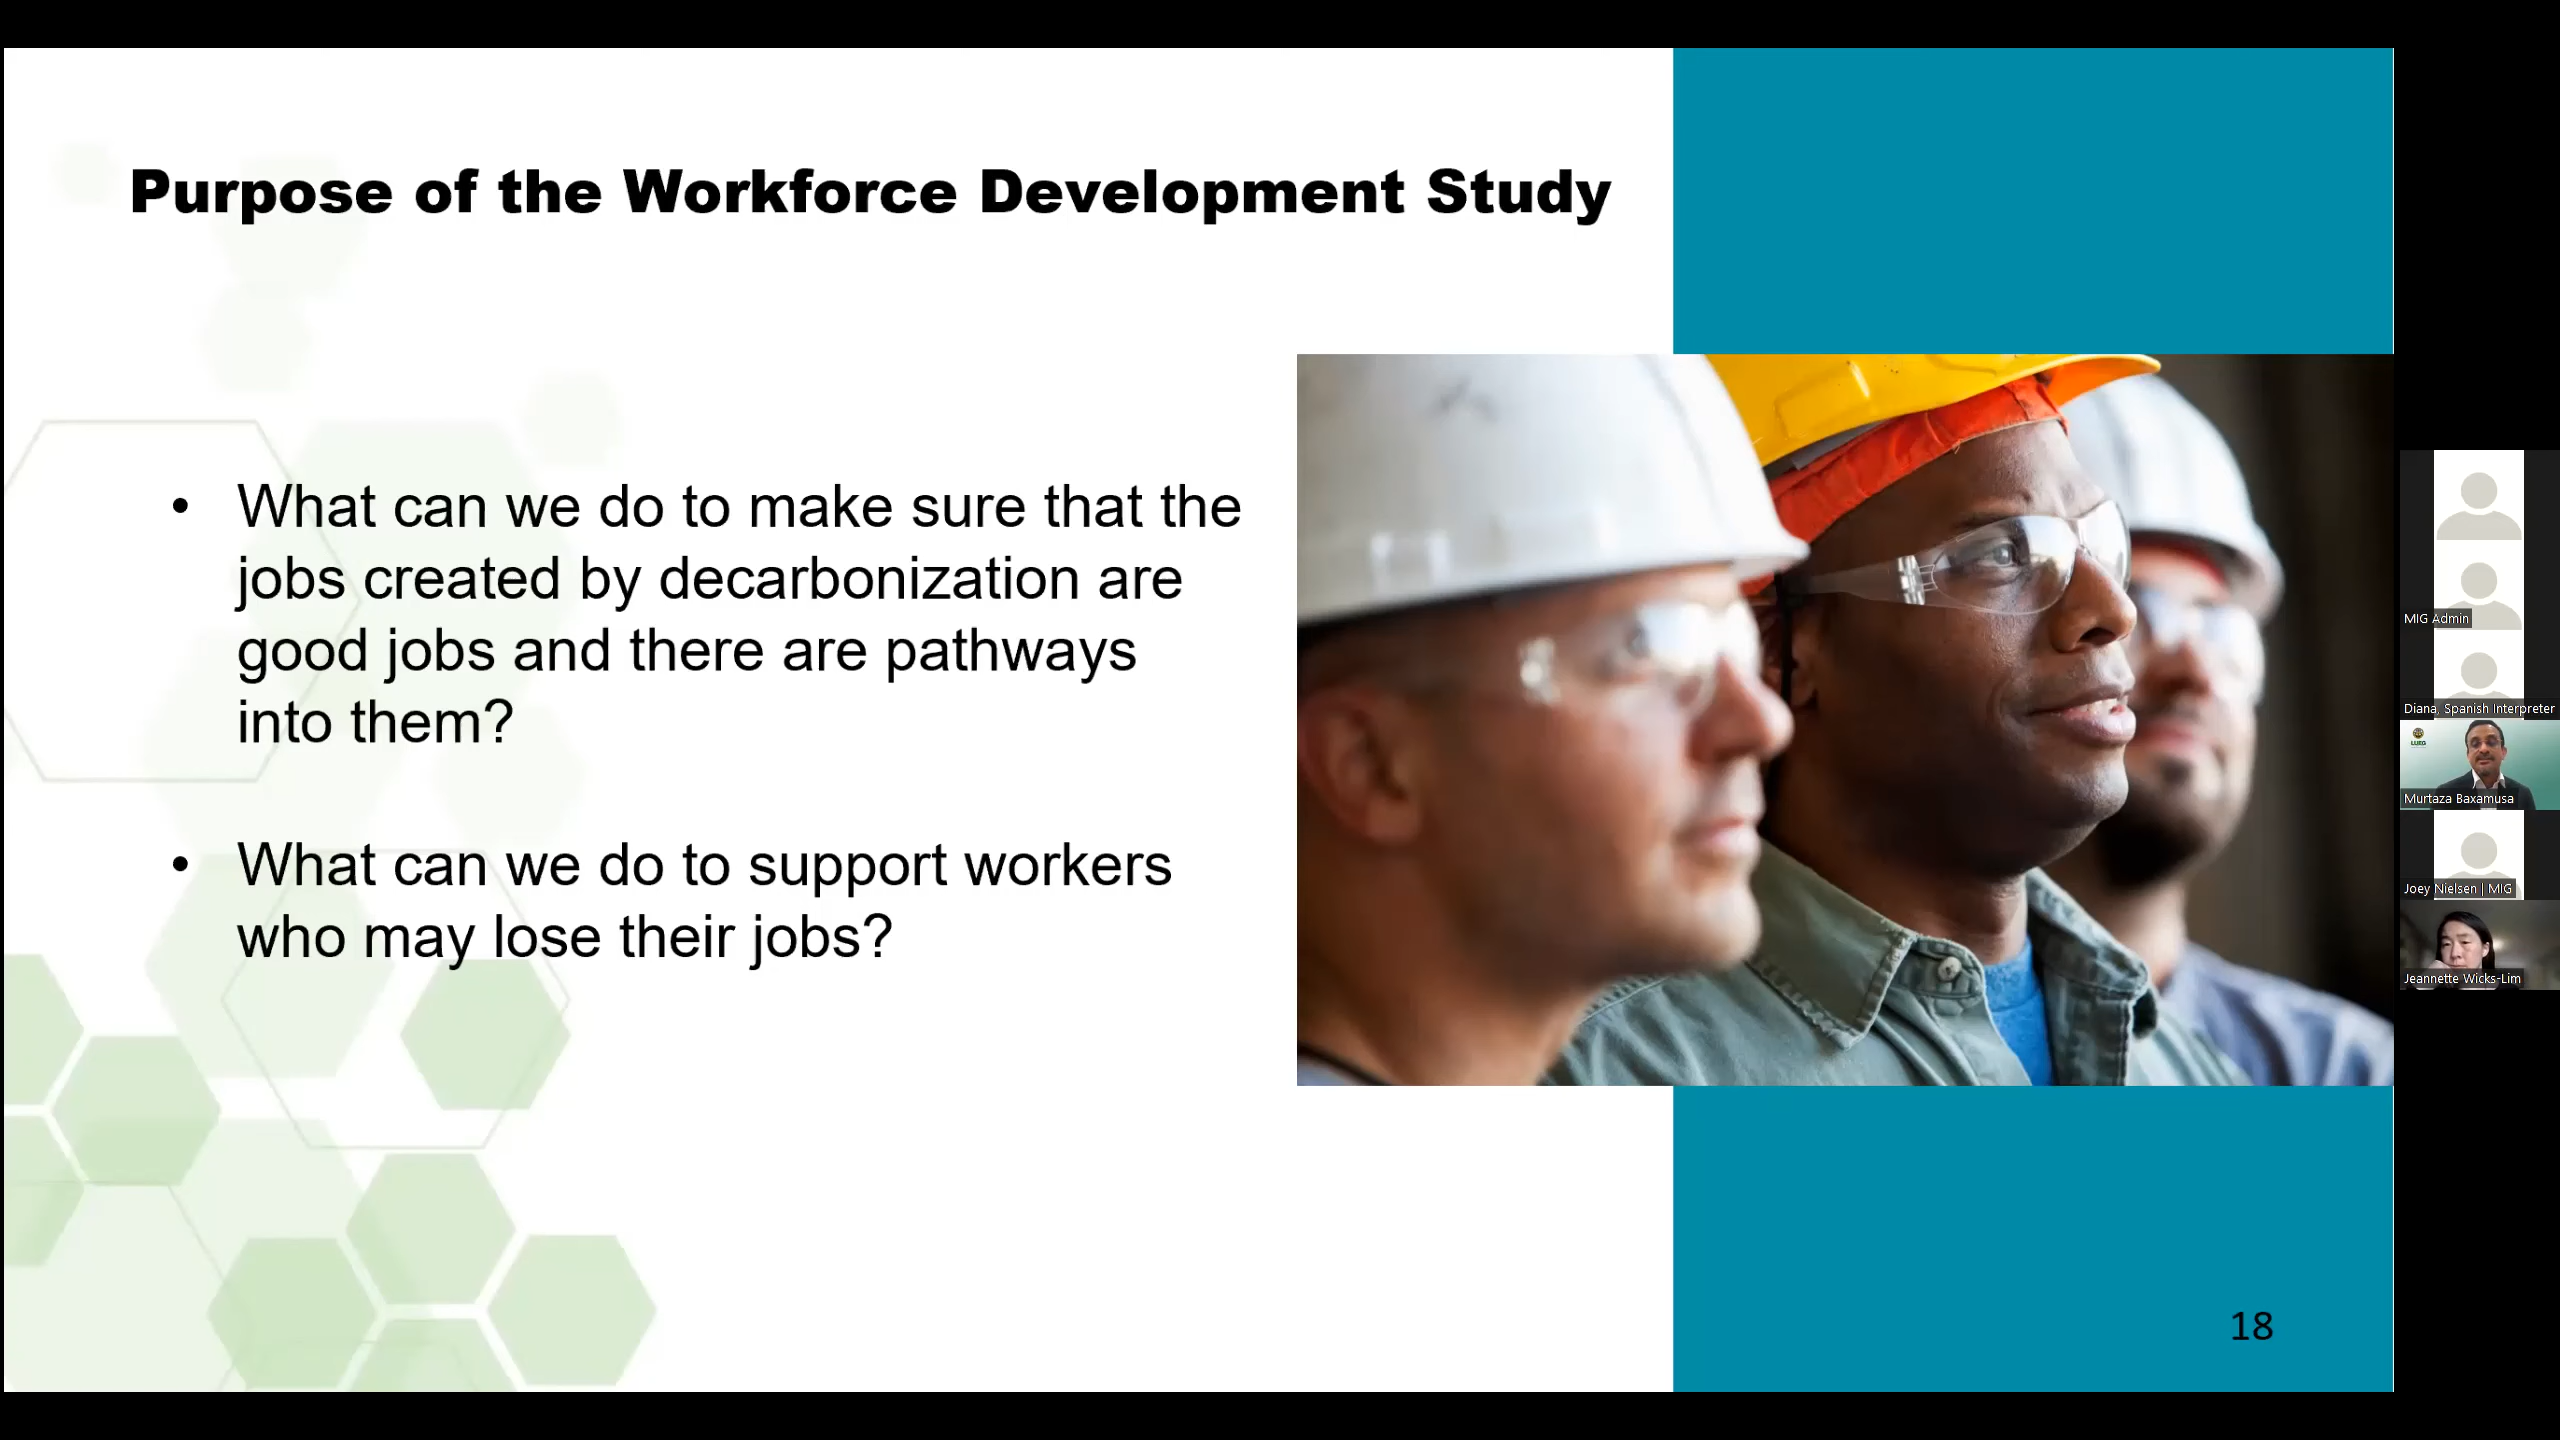 Purpose of the Workforce Development Study
• What can we do to make sure that the
jobs created by decarbonization are
good jobs and there are pathways
into them?
• What can we do to support workers
who may lose their jobs?
18
MIG Admin
Diana, Spanish Interpreter
LUEG
Murtaza Baxamusa
Joey Nielsen | MIG
Jeannette Wicks-Lim